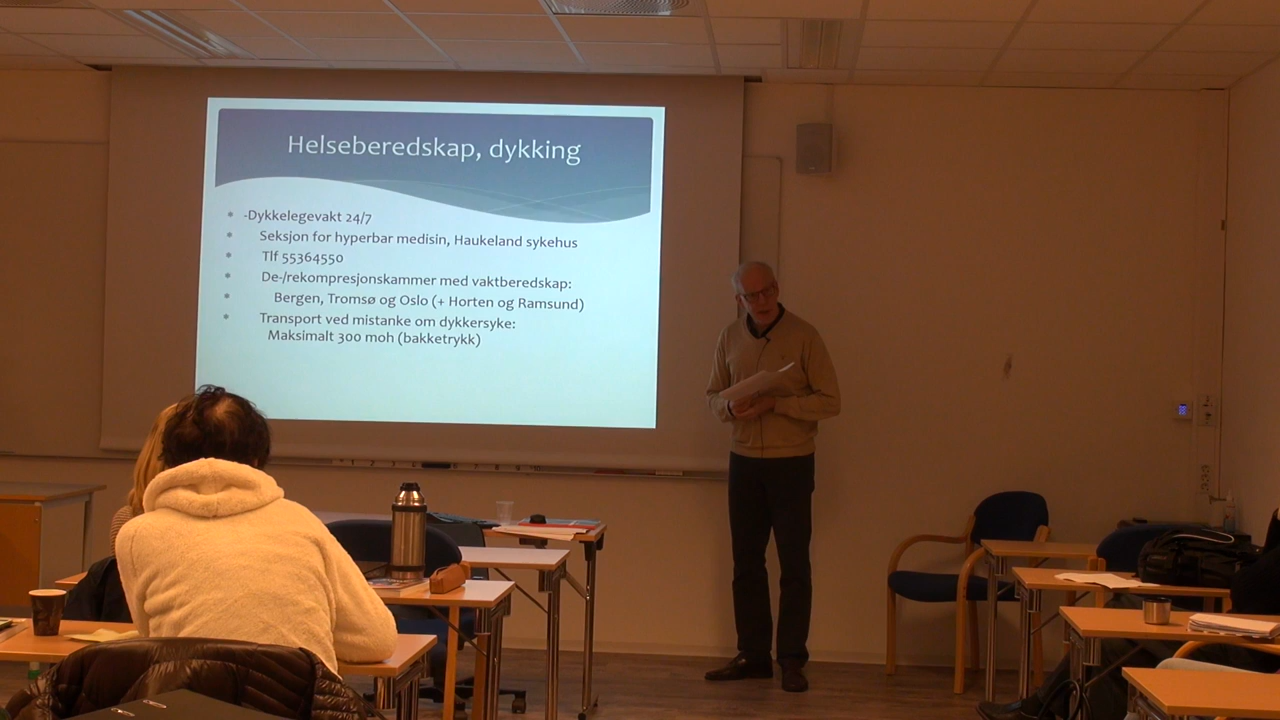 Helseberedskap, dykking
-Dykkelegevakt 24/7
Seksjon for hyperbar medisin, Haukeland sykehus
Tlf 55364550
De-/rekompresjonskammer med vaktberedskap:
Bergen, Tromsø og Oslo (+ Horten og Ramsund)
Transport ved mistanke om dykkersyke:
Maksimalt 300 moh (bakketrykk)